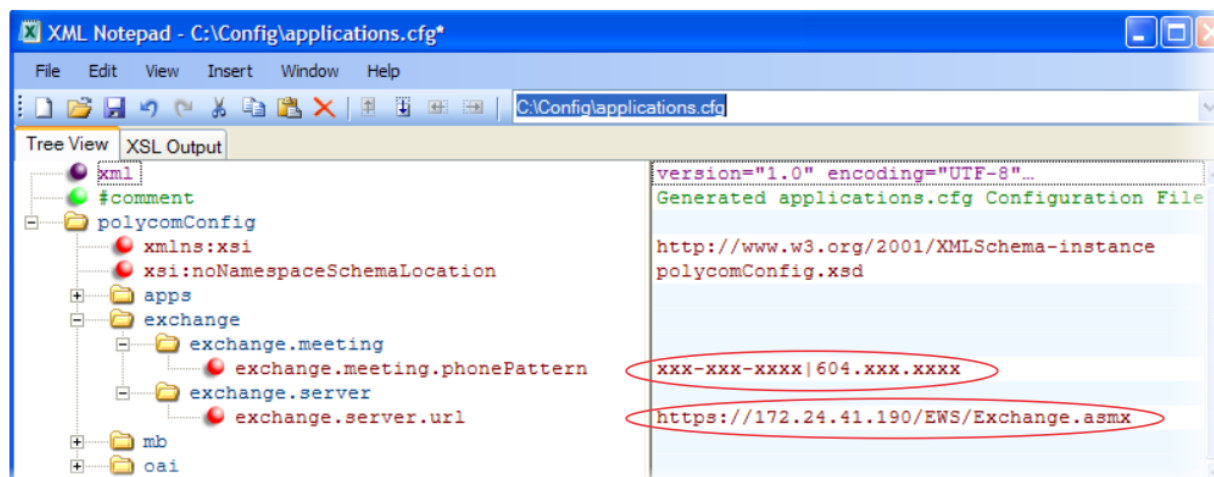 XML Notepad - C:\Config\applications.cfg*
File Edit View Insert Window Help
C:\Config\applications.cfg
Tree View XSL Output
xml version="1.0" encoding="UTF-8"…
#comment Generated applications.cfg Configuration File
polycomConfig
xmlns:xsi http://www.w3.org/2001/XMLSchema-instance
xsi:noNamespaceSchemaLocation polycomConfig.xsd
apps
exchange
exchange.meeting
exchange.meeting.phonePattern xxx-xxx-xxxx|604.xxx.xxxx
exchange.server
exchange.server.url https://172.24.41.190/EWS/Exchange.asmx
mb
oai